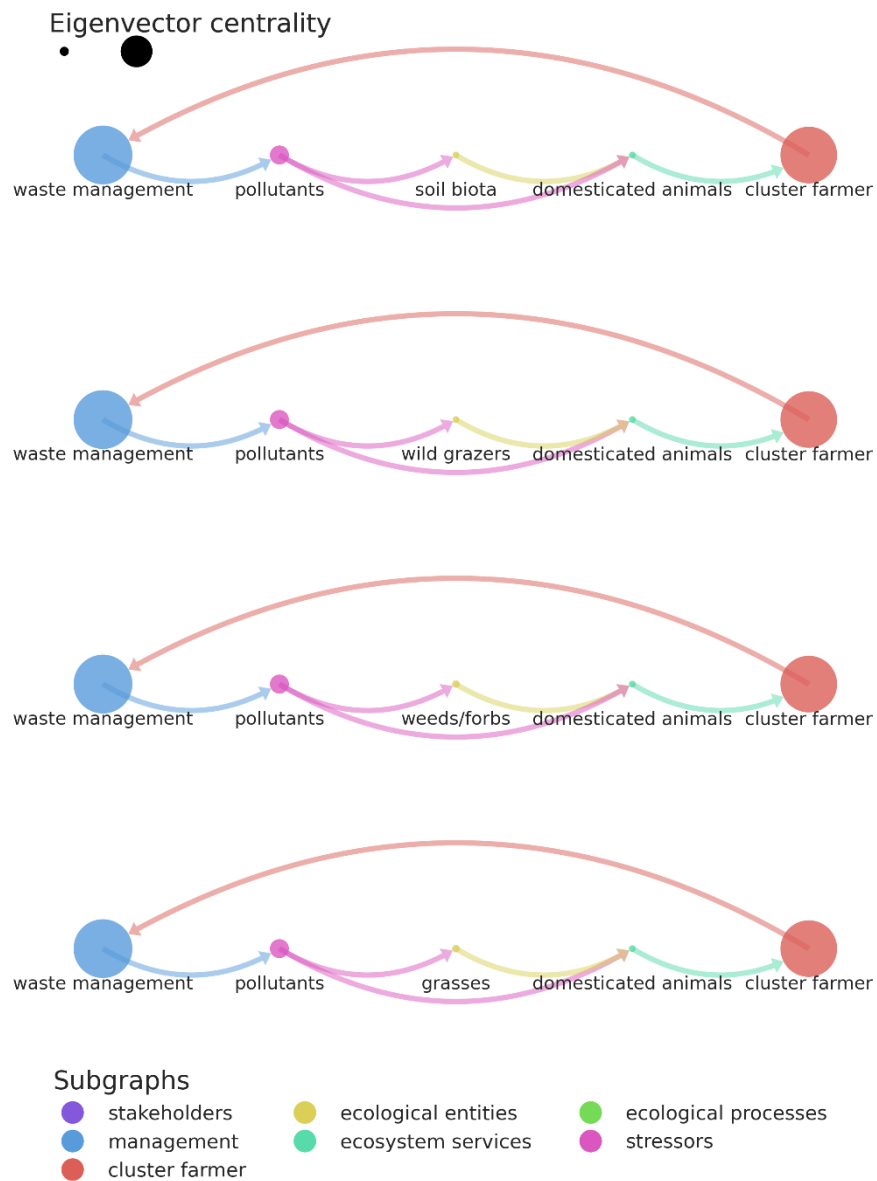 Eigenvector centrality
waste management pollutants soil biota domesticated animals cluster farmer
waste management pollutants wild grazers domesticated animals cluster farmer
waste management pollutants weeds/forbs domesticated animals cluster farmer
waste management pollutants grasses domesticated animals cluster farmer
Subgraphs
stakeholders ecological entities ecological processes
management ecosystem services stressors
cluster farmer